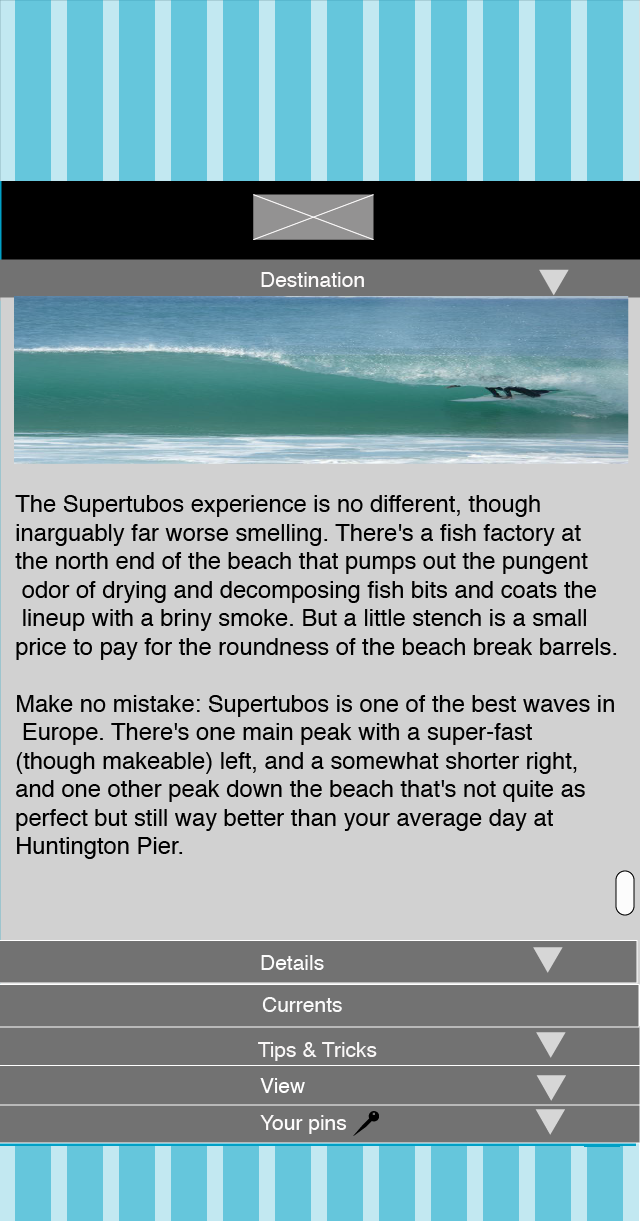 Destination
The Supertubos experience is no different, though
inarguably far worse smelling. There's a fish factory at
the north end of the beach that pumps out the pungent
odor of drying and decomposing fish bits and coats the
lineup with a briny smoke. But a little stench is a small
price to pay for the roundness of the beach break barrels.
Make no mistake: Supertubos is one of the best waves in
Europe. There's one main peak with a super-fast
(though makeable) left, and a somewhat shorter right,
and one other peak down the beach that's not quite as
perfect but still way better than your average day at
Huntington Pier.
Details
Currents
Tips & Tricks
View
Your pins